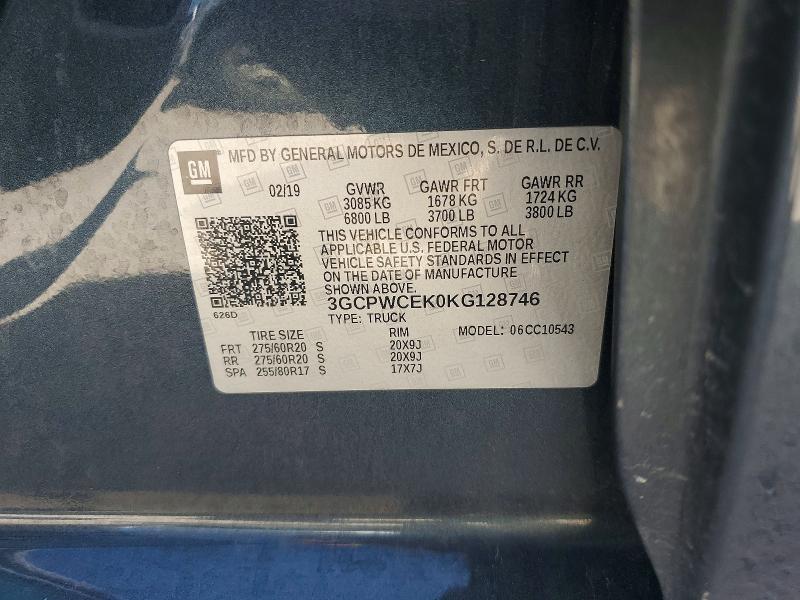 GM MFD BY GENERAL MOTORS DE MEXICO, S. DE R.L. DE C.V.
02/19 GVWR GAWR FRT GAWR RR
3085 KG 1678 KG 1724 KG
6800 LB 3700 LB 3800 LB
THIS VEHICLE CONFORMS TO ALL
APPLICABLE U.S. FEDERAL MOTOR
VEHICLE SAFETY STANDARDS IN EFFECT
ON THE DATE OF MANUFACTURE
SHOWN ABOVE.
3GCPWCEK0KG128746
626D
TYPE: TRUCK
TIRE SIZE RIM MODEL: 06CC10543
FRT 275/60R20 S 20X9J
RR 275/60R20 S 20X9J
SPA 255/80R17 S 17X7J